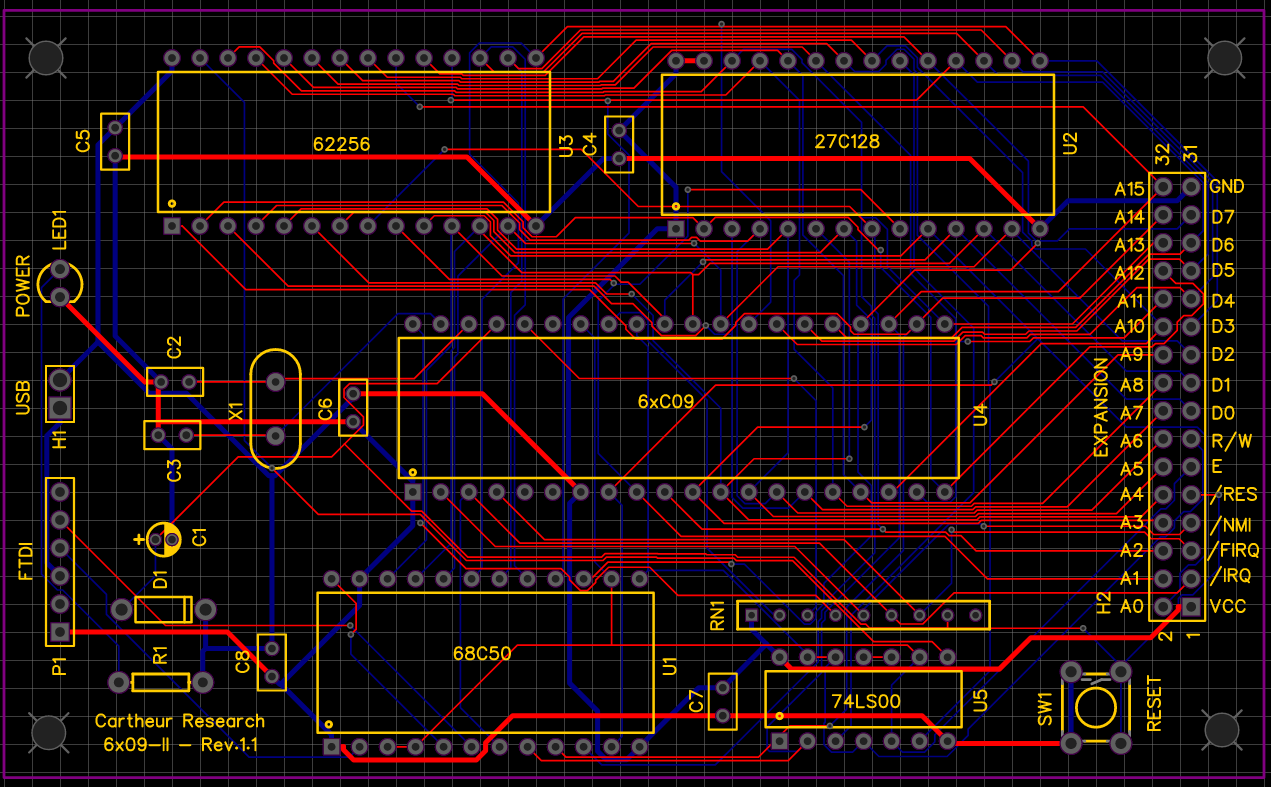 C5
62256
U3
C4
27C128
U2
32
31
LED1
POWER
A15
GND
A14
D7
A13
D6
A12
D5
A11
D4
A10
D3
A9
D2
A8
D1
A7
D0
A6
R/W
A5
E
A4
/RES
A3
/NMI
A2
/FIRQ
A1
/IRQ
A0
VCC
EXPANSION
H2
2
1
C2
USB
H1
X1
C6
6xC09
U4
C3
FTDI
P1
+
C1
D1
R1
C8
68C50
U1
RN1
C7
74LS00
U5
SW1
RESET
Cartheur Research
6x09-II - Rev.1.1